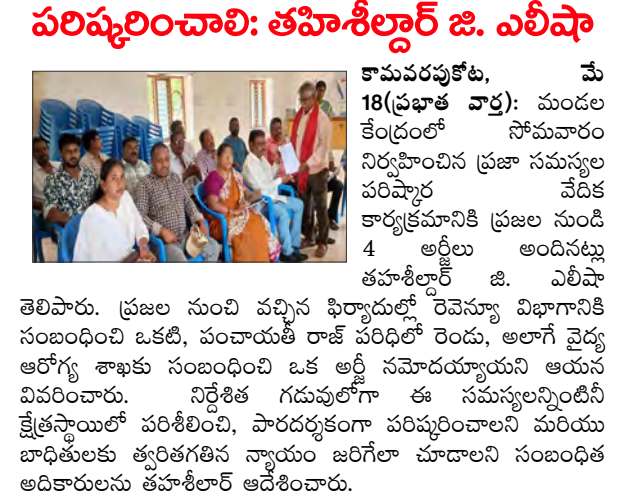 పరిష్కరించాలి: తహిశీల్దార్ జి. ఎలీషా
కామవరపుకోట, మే
18(ప్రభాత వార్త): మండల
కేంద్రంలో సోమవారం
నిర్వహించిన ప్రజా సమస్యల
పరిష్కార వేదిక
కార్యక్రమానికి ప్రజల నుండి
4 అర్జీలు అందినట్లు
తహశీల్దార్ జి. ఎలీషా
తెలిపారు. ప్రజల నుంచి వచ్చిన ఫిర్యాదుల్లో రెవెన్యూ విభాగానికి
సంబంధించి ఒకటి, పంచాయతీ రాజ్ పరిధిలో రెండు, అలాగే వైద్య
ఆరోగ్య శాఖకు సంబంధించి ఒక అర్జీ నమోదయ్యాయని ఆయన
వివరించారు. నిర్దేశిత గడువులోగా ఈ సమస్యలన్నింటినీ
క్షేత్రస్థాయిలో పరిశీలించి, పారదర్శకంగా పరిష్కరించాలని మరియు
బాధితులకు త్వరితగతిన న్యాయం జరిగేలా చూడాలని సంబంధిత
అధికారులను తహశీల్దార్ ఆదేశించారు.